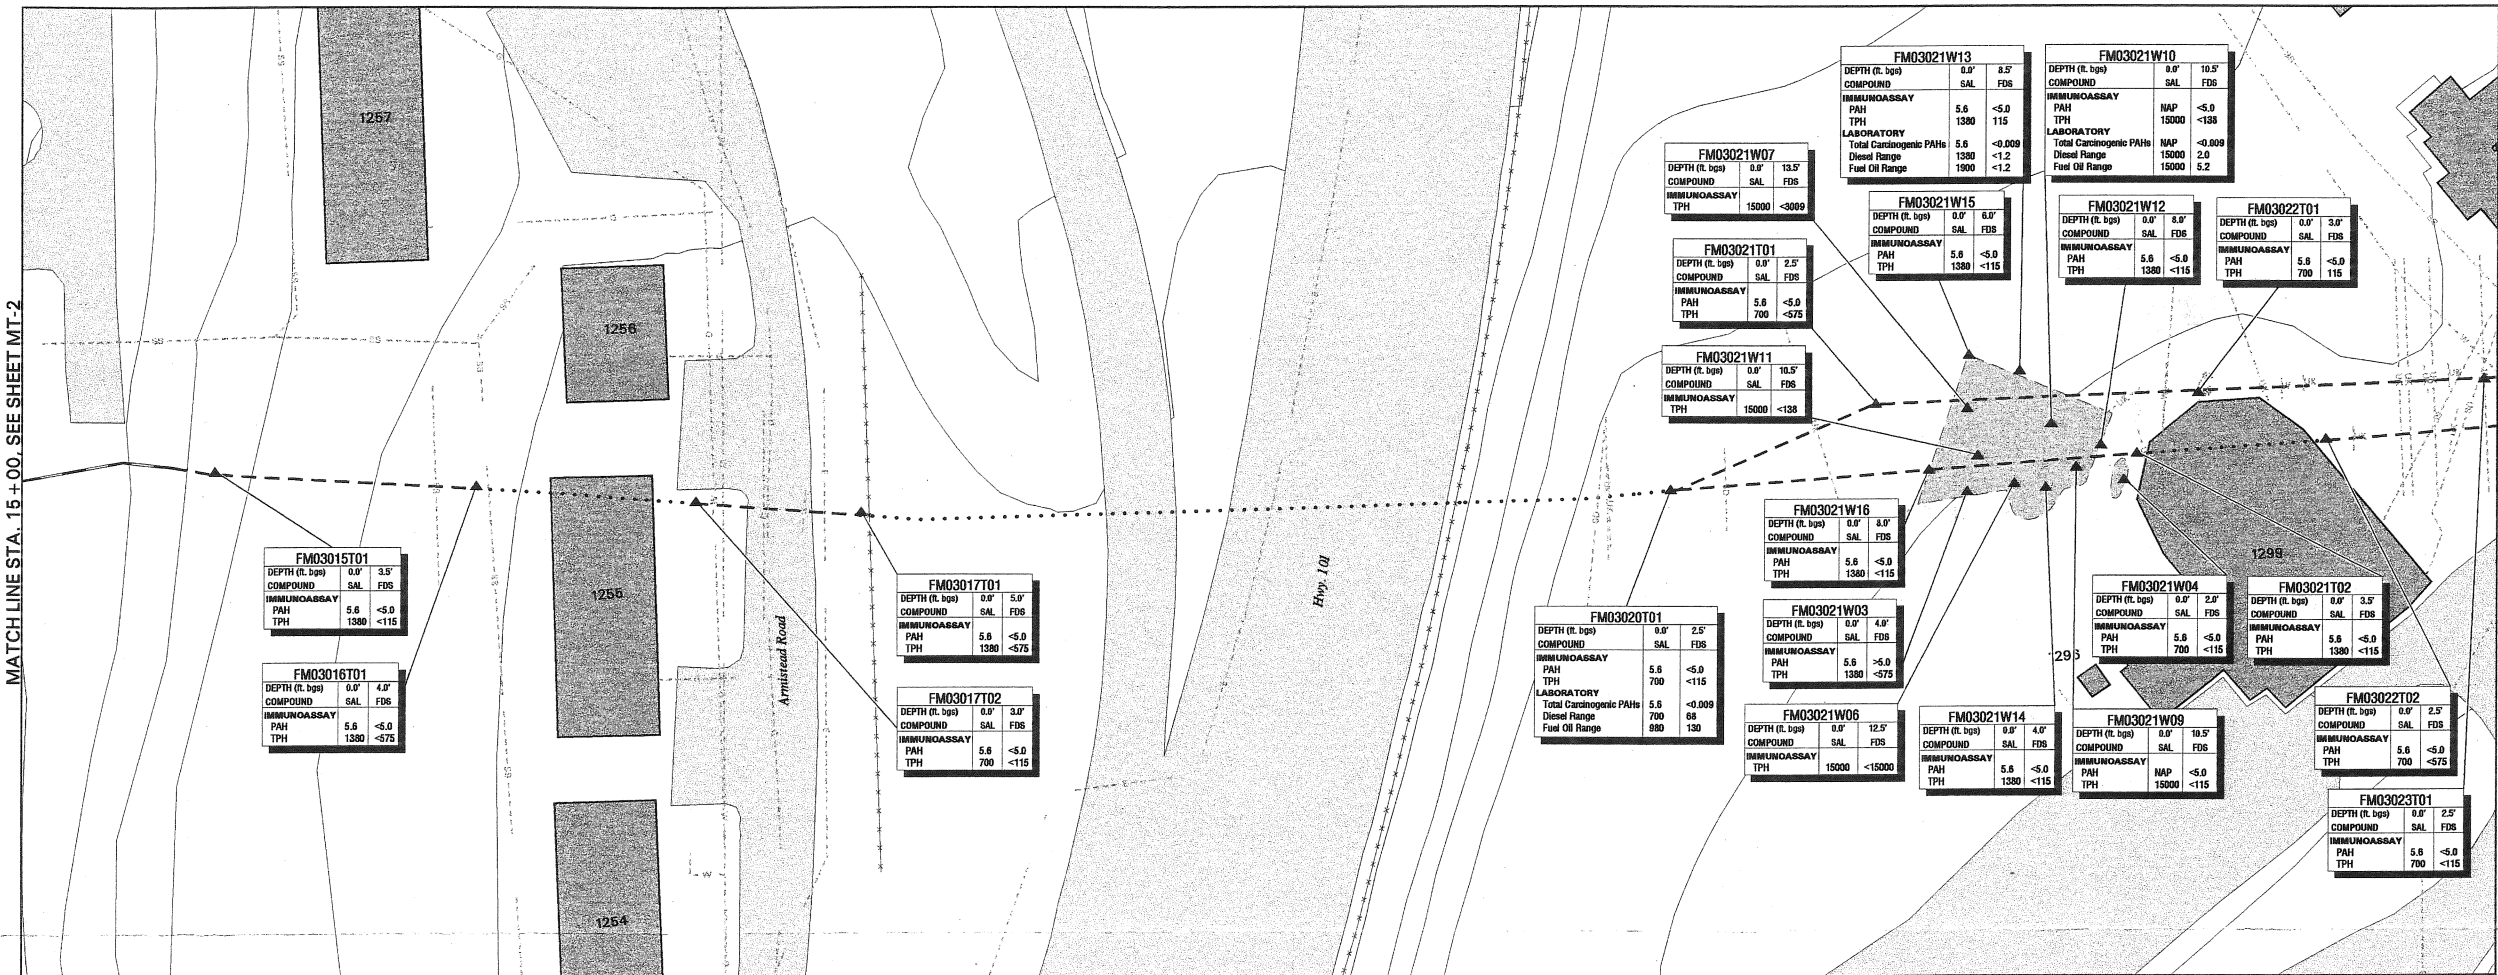 MATCH LINE STA. 15+00, SEE SHEET MT-2
1257
1256
1255
1254
Armistead Road
Hwy. 101
1299
FM03015T01
DEPTH (ft. bgs) 0.0' 3.5'
COMPOUND SAL FDS
IMMUNOASSAY
PAH 5.6 <5.0
TPH 1380 <115
FM03016T01
DEPTH (ft. bgs) 0.0' 4.0'
COMPOUND SAL FDS
IMMUNOASSAY
PAH 5.6 <5.0
TPH 1380 <575
FM03017T01
DEPTH (ft. bgs) 0.0' 5.0'
COMPOUND SAL FDS
IMMUNOASSAY
PAH 5.6 <5.0
TPH 1380 <575
FM03017T02
DEPTH (ft. bgs) 0.0' 3.0'
COMPOUND SAL FDS
IMMUNOASSAY
PAH 5.6 <5.0
TPH 700 <115
FM03021W13
DEPTH (ft. bgs) 0.0' 8.5'
COMPOUND SAL FDS
IMMUNOASSAY
PAH 5.6 <5.0
TPH 1380 115
LABORATORY
Total Carcinogenic PAHs 5.6 <0.009
Diesel Range 1380 <1.2
Fuel Oil Range 1900 <1.2
FM03021W10
DEPTH (ft. bgs) 0.0' 10.5'
COMPOUND SAL FDS
IMMUNOASSAY
PAH NAP <5.0
TPH 15000 <138
LABORATORY
Total Carcinogenic PAHs NAP <0.009
Diesel Range 15000 2.0
Fuel Oil Range 15000 5.2
FM03021W07
DEPTH (ft. bgs) 0.0' 13.5'
COMPOUND SAL FDS
IMMUNOASSAY
TPH 15000 <3009
FM03021W15
DEPTH (ft. bgs) 0.0' 6.0'
COMPOUND SAL FDS
IMMUNOASSAY
PAH 5.6 <5.0
TPH 1380 <115
FM03021W12
DEPTH (ft. bgs) 0.0' 8.0'
COMPOUND SAL FDS
IMMUNOASSAY
PAH 5.6 <5.0
TPH 1380 <115
FM03022T01
DEPTH (ft. bgs) 0.0' 3.0'
COMPOUND SAL FDS
IMMUNOASSAY
PAH 5.6 <5.0
TPH 700 115
FM03021T01
DEPTH (ft. bgs) 0.0' 2.5'
COMPOUND SAL FDS
IMMUNOASSAY
PAH 5.6 <5.0
TPH 700 <575
FM03021W11
DEPTH (ft. bgs) 0.0' 10.5'
COMPOUND SAL FDS
IMMUNOASSAY
TPH 15000 <138
FM03021W16
DEPTH (ft. bgs) 0.0' 8.0'
COMPOUND SAL FDS
IMMUNOASSAY
PAH 5.6 <5.0
TPH 1380 <115
FM03020T01
DEPTH (ft. bgs) 0.0' 2.5'
COMPOUND SAL FDS
IMMUNOASSAY
PAH 5.6 <5.0
TPH 700 <115
LABORATORY
Total Carcinogenic PAHs 5.6 <0.009
Diesel Range 700 68
Fuel Oil Range 980 130
FM03021W03
DEPTH (ft. bgs) 0.0' 4.0'
COMPOUND SAL FDS
IMMUNOASSAY
PAH 5.6 >5.0
TPH 1380 <575
FM03021W06
DEPTH (ft. bgs) 0.0' 12.5'
COMPOUND SAL FDS
IMMUNOASSAY
TPH 15000 <15000
FM03021W14
DEPTH (ft. bgs) 0.0' 4.0'
COMPOUND SAL FDS
IMMUNOASSAY
PAH 5.6 <5.0
TPH 1380 <115
FM03021W04
DEPTH (ft. bgs) 0.0' 2.0'
COMPOUND SAL FDS
IMMUNOASSAY
PAH 5.6 <5.0
TPH 700 <115
FM03021T02
DEPTH (ft. bgs) 0.0' 3.5'
COMPOUND SAL FDS
IMMUNOASSAY
PAH 5.6 <5.0
TPH 1380 <115
FM03021W09
DEPTH (ft. bgs) 0.0' 10.5'
COMPOUND SAL FDS
IMMUNOASSAY
PAH NAP <5.0
TPH 15000 <115
FM03022T02
DEPTH (ft. bgs) 0.0' 2.5'
COMPOUND SAL FDS
IMMUNOASSAY
PAH 5.6 <5.0
TPH 700 <575
FM03023T01
DEPTH (ft. bgs) 0.0' 2.5'
COMPOUND SAL FDS
IMMUNOASSAY
PAH 5.6 <5.0
TPH 700 <115